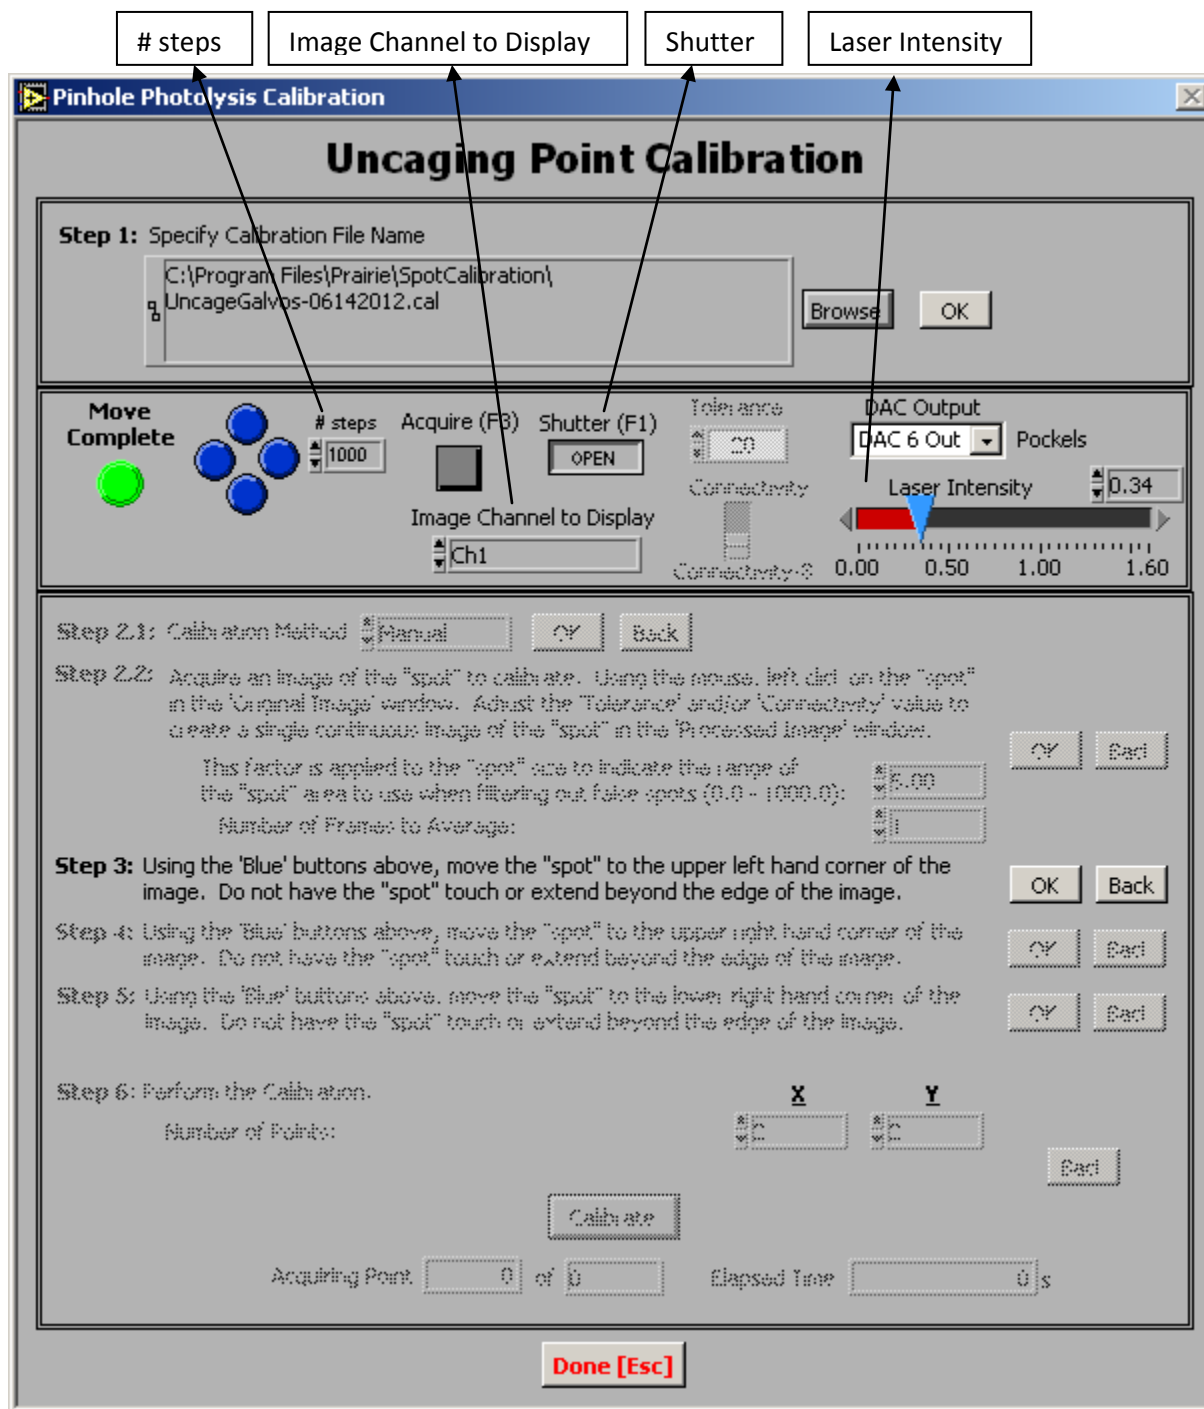 # steps
Image Channel to Display
Shutter
Laser Intensity
Pinhole Photolysis Calibration
Uncaging Point Calibration
Step 1: Specify Calibration File Name
C:\Program Files\Prairie\SpotCalibration\
UncageGalvos-06142012.cal
Browse
OK
Move
Complete
# steps
1000
Acquire (F3)
Shutter (F1)
OPEN
Image Channel to Display
Ch1
Tolerance
20
Connectivity
Connectivity-8
DAC Output
DAC 6 Out
Pockels
Laser Intensity
0.34
0.00 0.50 1.00 1.60
Step 2.1: Calibration Method
Manual
OK
Back
Step 2.2: Acquire an image of the "spot" to calibrate. Using the mouse, left click on the "spot"
in the 'Original Image' window. Adjust the 'Tolerance' and/or 'Connectivity' value to
create a single continuous image of the "spot" in the 'Processed Image' window.
OK
Back
This factor is applied to the "spot" size to indicate the range of
the "spot" area to use when filtering out false spots (0.0 - 1000.0):
6.00
Number of Frames to Average:
1
Step 3: Using the 'Blue' buttons above, move the "spot" to the upper left hand corner of the
image. Do not have the "spot" touch or extend beyond the edge of the image.
OK
Back
Step 4: Using the 'Blue' buttons above, move the "spot" to the upper right hand corner of the
image. Do not have the "spot" touch or extend beyond the edge of the image.
OK
Back
Step 5: Using the 'Blue' buttons above, move the "spot" to the lower right hand corner of the
image. Do not have the "spot" touch or extend beyond the edge of the image.
OK
Back
Step 6: Perform the Calibration.
X
Y
Number of Points:
Back
Calibrate
Acquiring Point 0 of 0
Elapsed Time 0 s
Done [Esc]